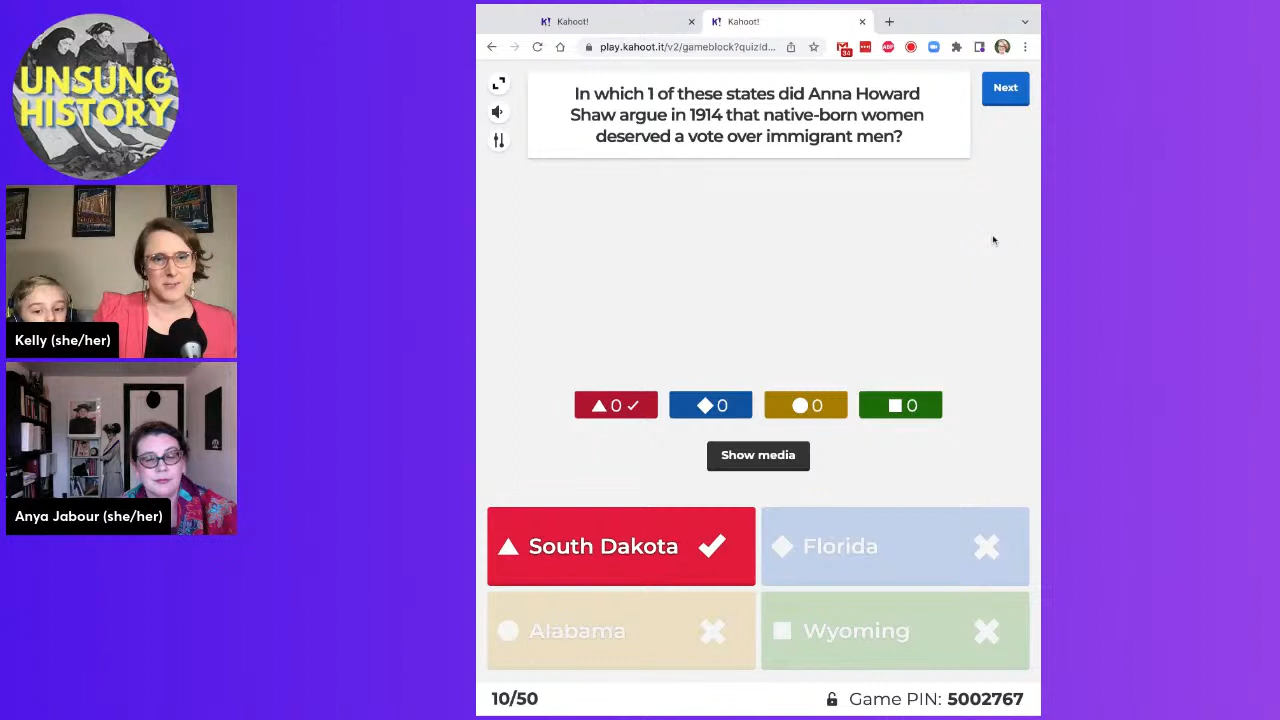 UNSUNG
HISTORY
Kelly (she/her)
Anya Jabour (she/her)
Kahoot!
Kahoot!
play.kahoot.it/v2/gameblock?quizId...
34
ABP
In which 1 of these states did Anna Howard
Shaw argue in 1914 that native-born women
deserved a vote over immigrant men?
Next
0
0
0
0
Show media
South Dakota
Florida
Alabama
Wyoming
10/50
Game PIN: 5002767